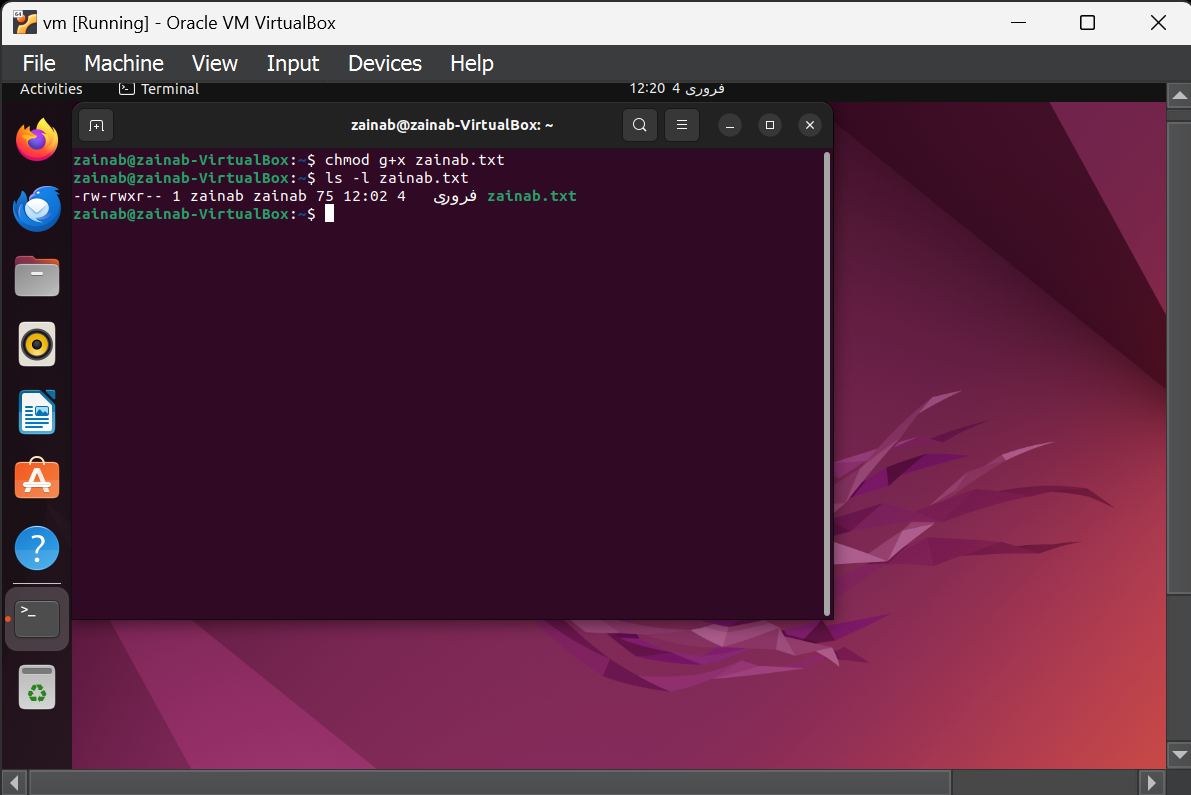 vm [Running] - Oracle VM VirtualBox
File Machine View Input Devices Help
Activities Terminal 12:20 4 فروری
zainab@zainab-VirtualBox: ~
zainab@zainab-VirtualBox:~$ chmod g+x zainab.txt
zainab@zainab-VirtualBox:~$ ls -l zainab.txt
-rw-rwxr-- 1 zainab zainab 75 12:02 4 فروری zainab.txt
zainab@zainab-VirtualBox:~$